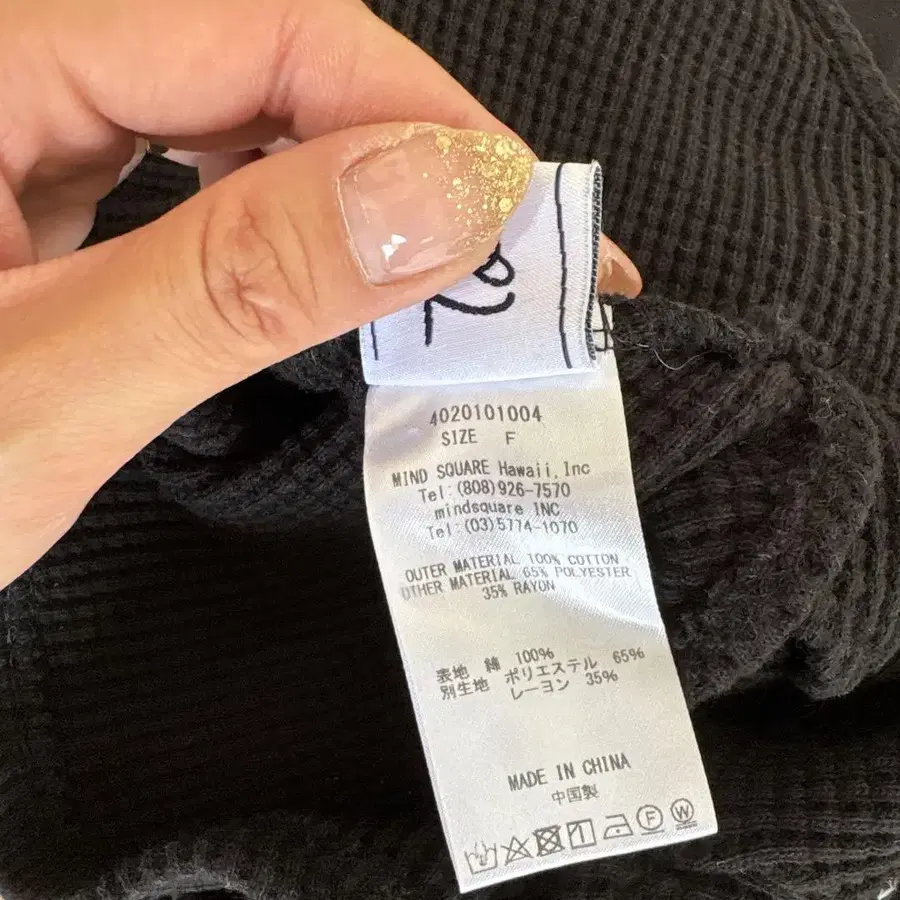 4020101004
SIZE F
MIND SQUARE Hawaii, Inc
Tel:(808)926-7570
mindsquare INC
Tel:(03)5774-1070
OUTER MATERIAL 100% COTTON
OTHER MATERIAL 65% POLYESTER
35% RAYON
表地 綿 100%
別生地 ポリエステル 65%
レーヨン 35%
MADE IN CHINA
中国製
F W